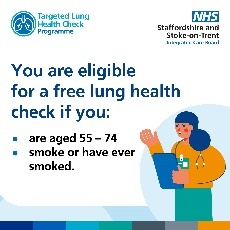 Targeted Lung
Health Check
Programme
NHS
Staffordshire and
Stoke-on-Trent
Integrated Care Board
You are eligible
for a free lung health
check if you:
are aged 55 – 74
smoke or have ever
smoked.